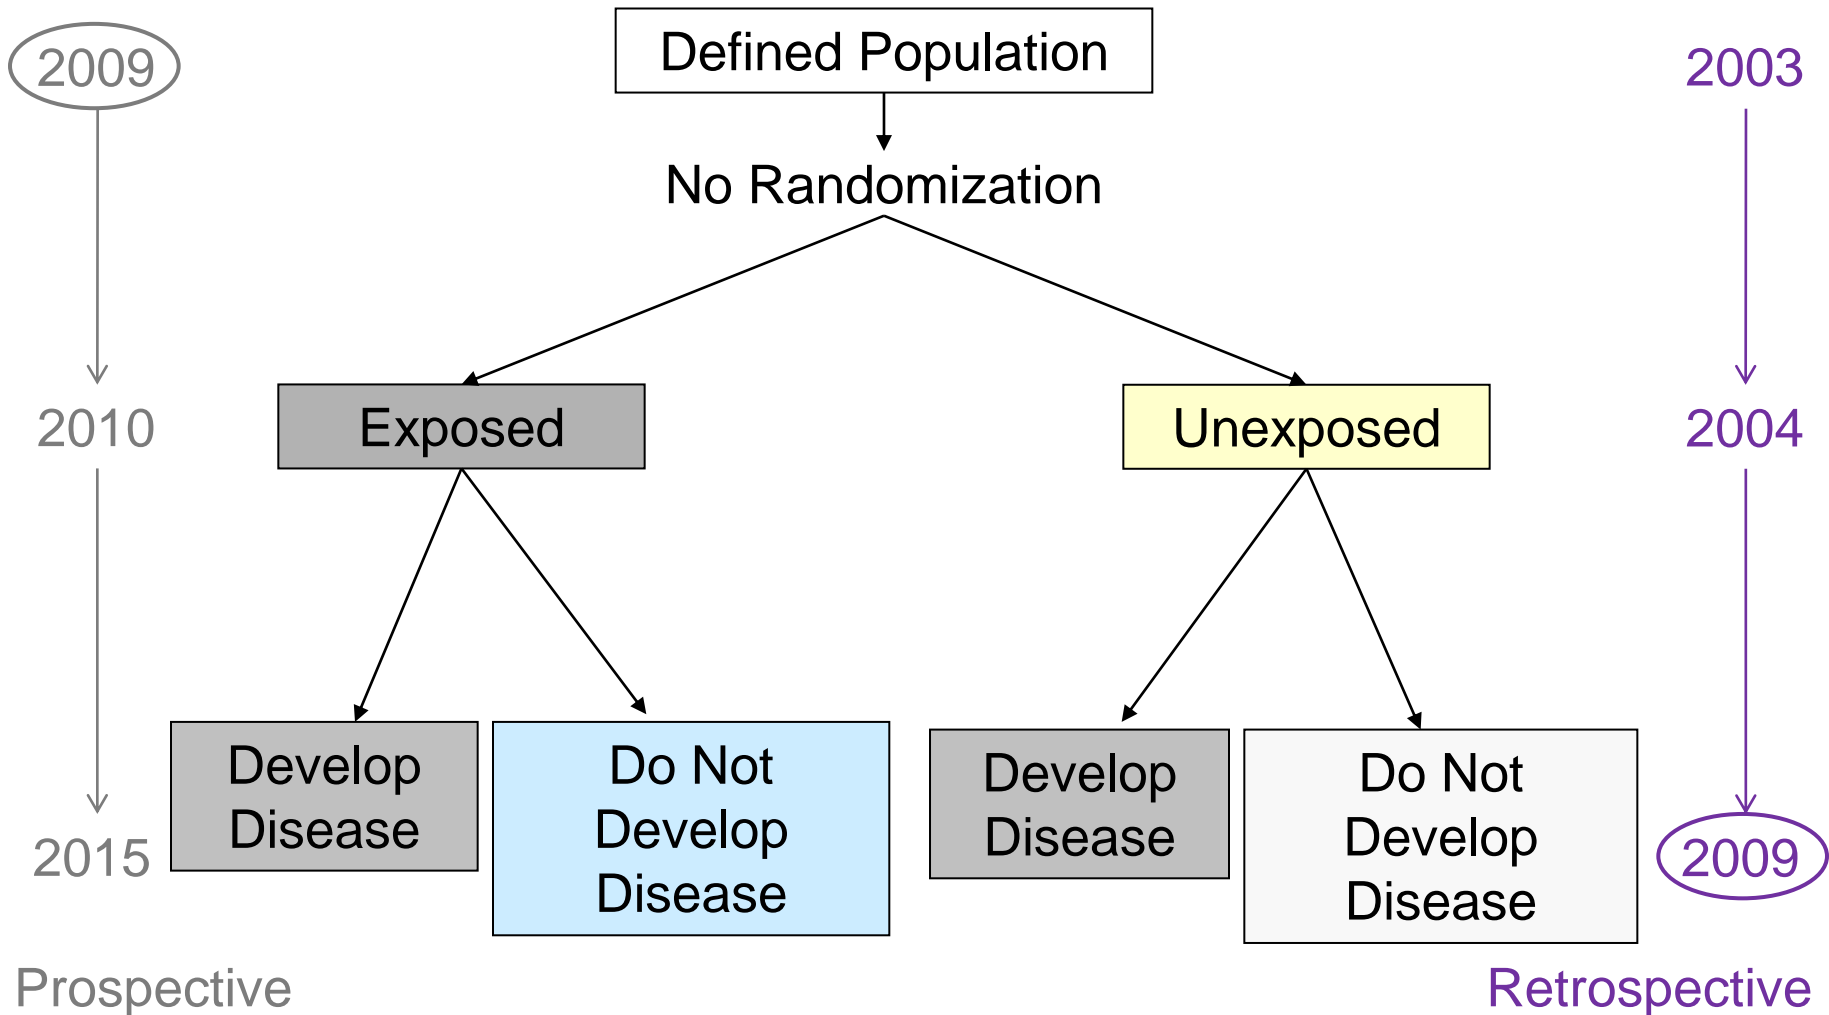 Defined Population
2009
2003
No Randomization
2010
Exposed
Unexposed
2004
Develop
Disease
Do Not
Develop
Disease
Develop
Disease
Do Not
Develop
Disease
2015
2009
Prospective
Retrospective